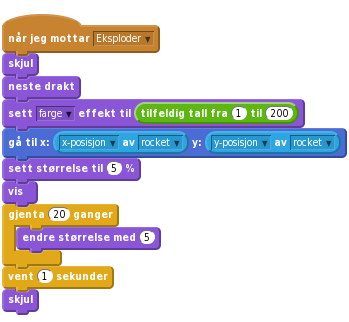 når jeg mottar Eksploder
skjul
neste drakt
sett farge effekt til tilfeldig tall fra 1 til 200
gå til x: x-posisjon av rocket y: y-posisjon av rocket
sett størrelse til 5 %
vis
gjenta 20 ganger
endre størrelse med 5
vent 1 sekunder
skjul